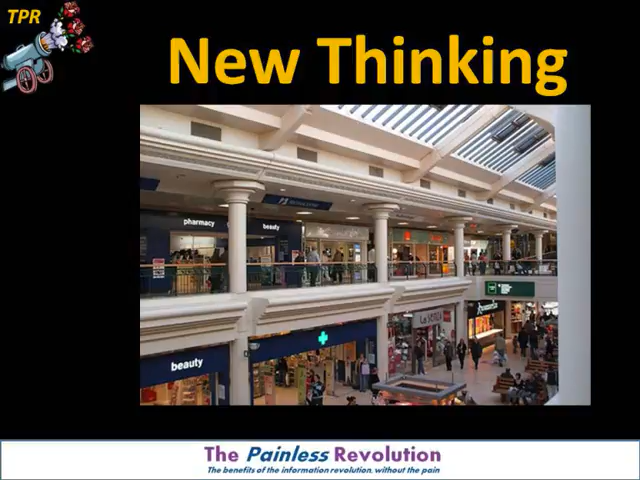 TPR
New Thinking
pharmacy
beauty
beauty
The Painless Revolution
The benefits of the information revolution, without the pain